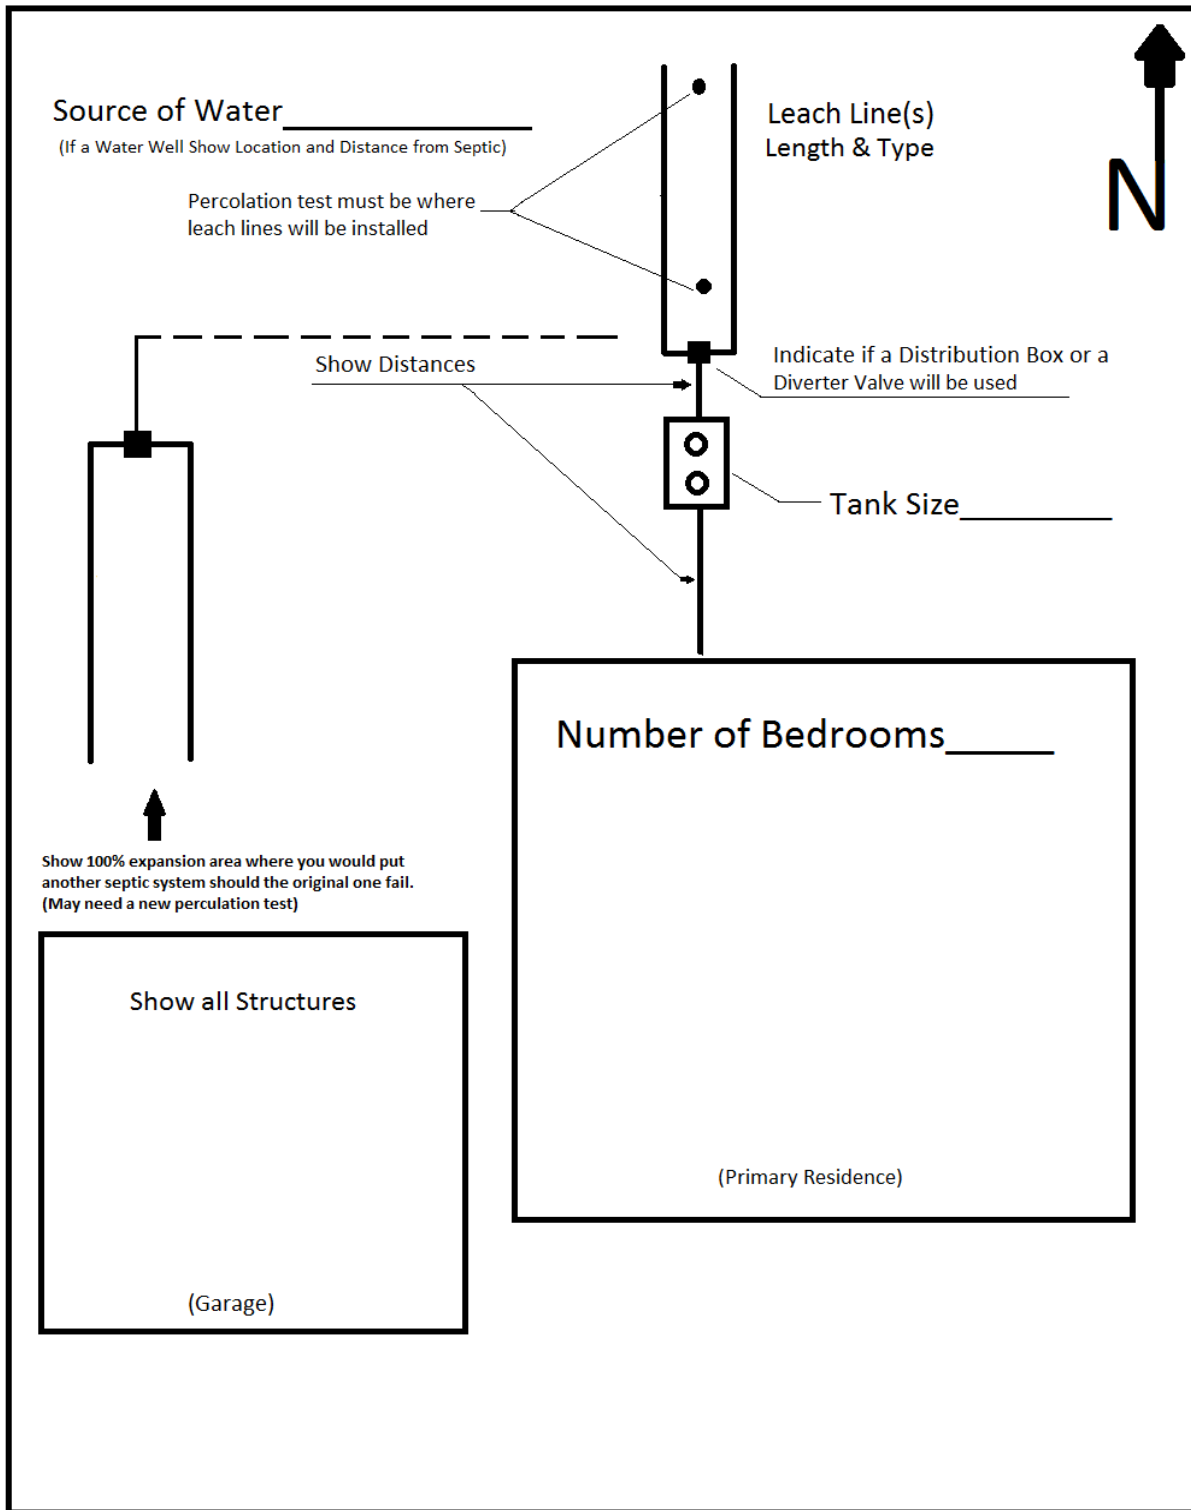 Source of Water______________
(If a Water Well Show Location and Distance from Septic)
Leach Line(s)
Length & Type
N
Percolation test must be where
leach lines will be installed
Show Distances
Indicate if a Distribution Box or a
Diverter Valve will be used
Tank Size_________
Number of Bedrooms_____
Show 100% expansion area where you would put
another septic system should the original one fail.
(May need a new perculation test)
Show all Structures
(Primary Residence)
(Garage)